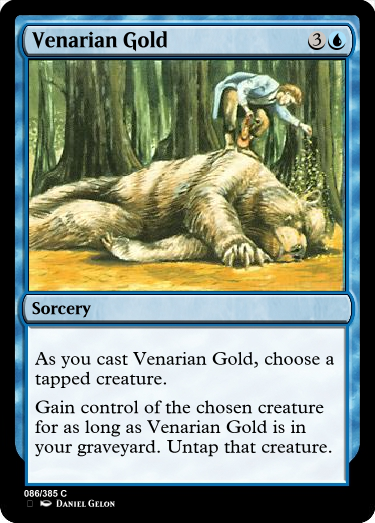 Venarian Gold 3
Sorcery
As you cast Venarian Gold, choose a
tapped creature.
Gain control of the chosen creature
for as long as Venarian Gold is in
your graveyard. Untap that creature.
086/385 C
Daniel Gelon